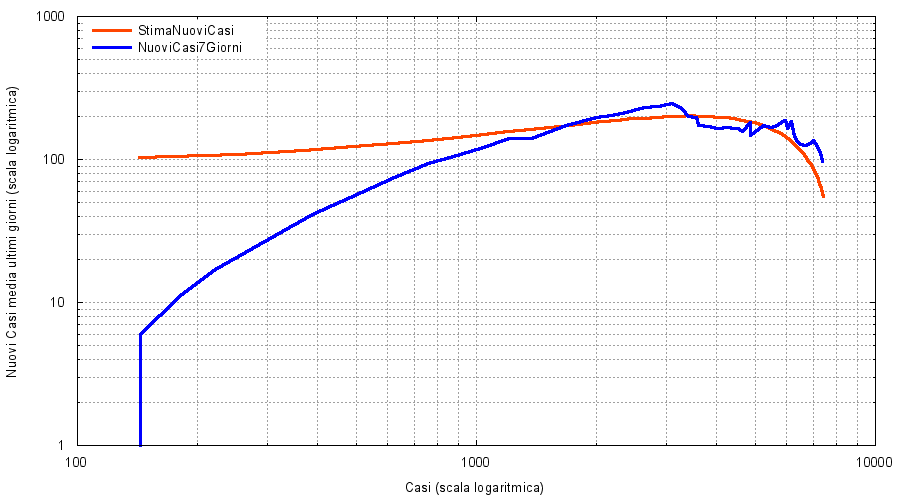 1000
StimaNuoviCasi
NuoviCasi7Giorni
100
10
1
Nuovi Casi media ultimi giorni (scala logaritmica)
100
1000
10000
Casi (scala logaritmica)